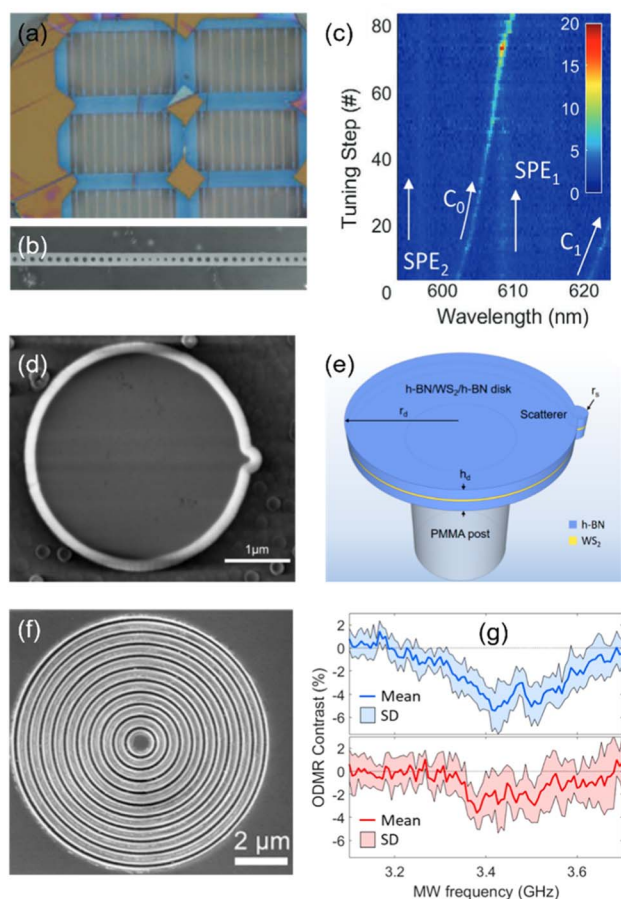 (a)
(b)
(c)
20
15
10
5
0
80
60
40
20
0
Tuning Step (#)
C0
SPE1
SPE2
C1
600
610
620
Wavelength (nm)
(d)
1µm
(e)
h-BN/WS2/h-BN disk
rd
Scatterer
rs
hd
PMMA post
h-BN
WS2
(f)
2 µm
(g)
2
0
-2
-4
-6
Mean
SD
2
0
-2
-4
-6
Mean
SD
ODMR Contrast (%)
3.2
3.4
3.6
MW frequency (GHz)